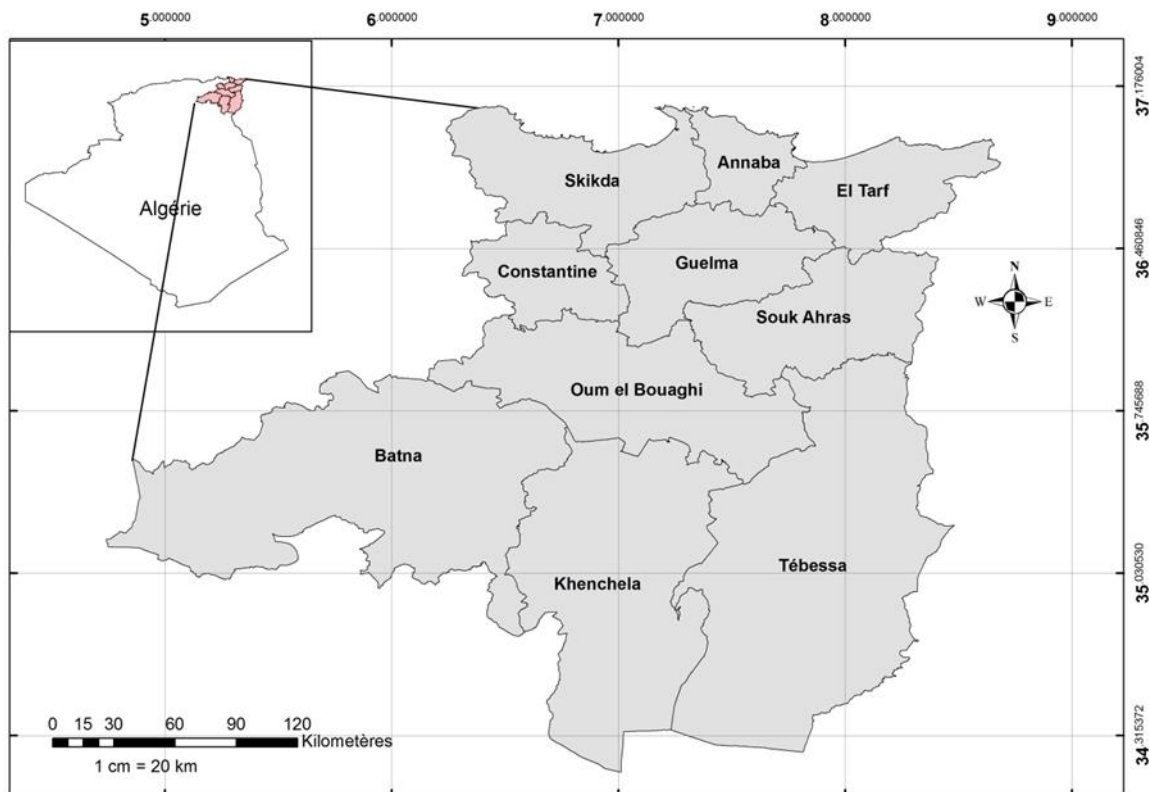 5.000000 6.000000 7.000000 8.000000 9.000000
37.176004
Annaba
Skikda
El Tarf
Algérie
36.460846
Guelma
Constantine
N
W E
S
Souk Ahras
Oum el Bouaghi
35.745688
Batna
Tébessa
35.030530
Khenchela
0 15 30 60 90 120
Kilometères
34.315372
1 cm = 20 km